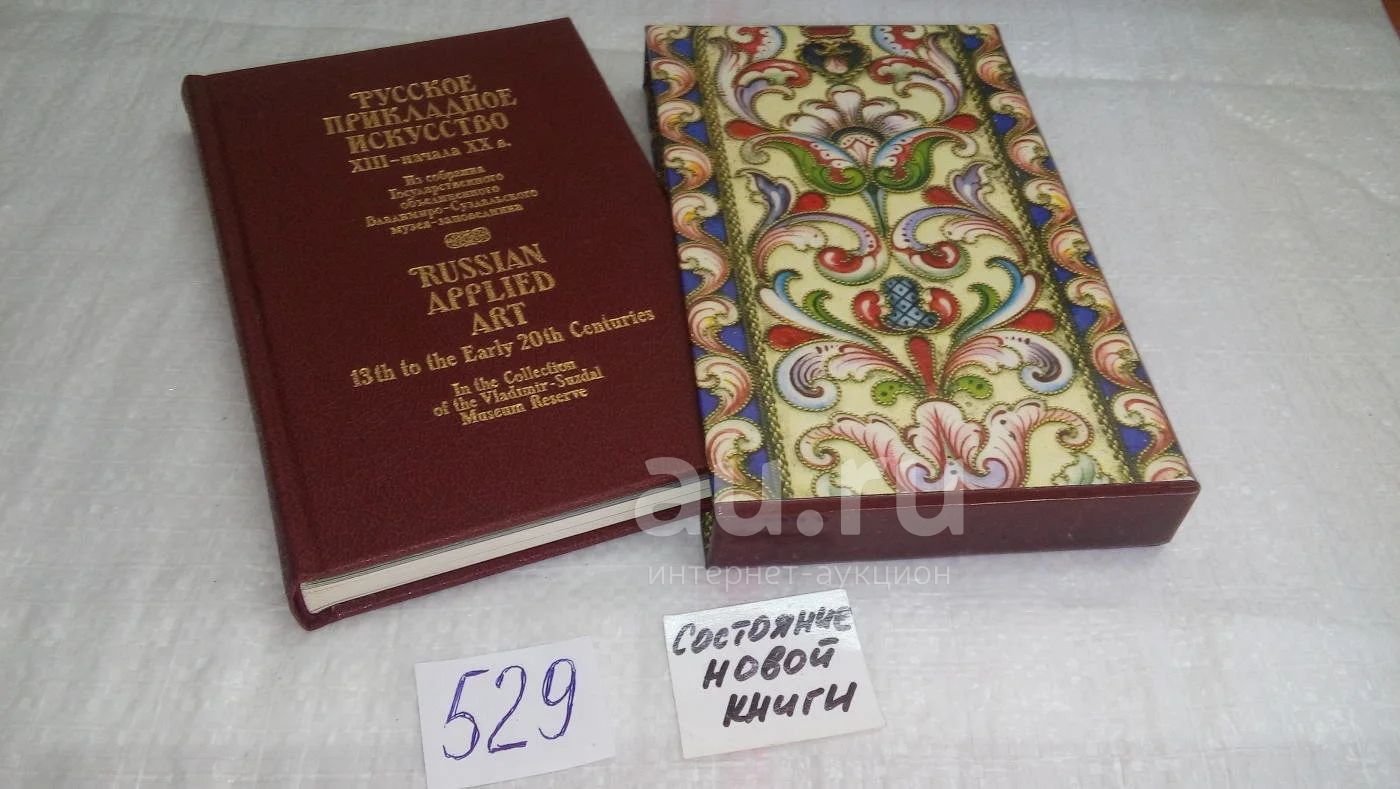 РУССКОЕ
ПРИКЛАДНОЕ
ИСКУССТВО
XIII – начала XX в.
Из собрания
Государственного
объединенного
Владимиро-Суздальского
музея-заповедника
RUSSIAN
APPLIED
ART
13th to the Early 20th Centuries
In the Collection
of the Vladimir-Suzdal
Museum Reserve
au.ru
интернет-аукцион
529
СОСТОЯНИЕ
НОВОЙ
КНИГИ